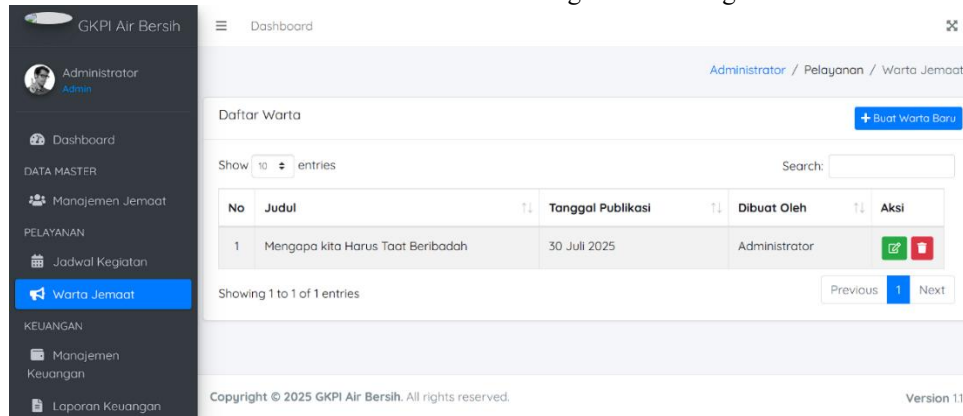 GKPI Air Bersih
Dashboard
Administrator
Admin
Administrator / Pelayanan / Warta Jemaat
Daftar Warta
+ Buat Warta Baru
Dashboard
DATA MASTER
Show 10 entries
Search:
Manajemen Jemaat
No Judul Tanggal Publikasi Dibuat Oleh Aksi
PELAYANAN
1 Mengapa kita Harus Taat Beribadah 30 Juli 2025 Administrator
Jadwal Kegiatan
Warta Jemaat
Showing 1 to 1 of 1 entries
Previous 1 Next
KEUANGAN
Manajemen
Keuangan
Laporan Keuangan
Copyright © 2025 GKPI Air Bersih. All rights reserved.
Version 1.1